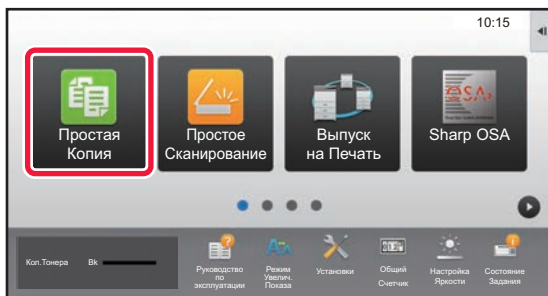 10:15
Простая
Копия
Простое
Сканирование
Выпуск
на Печать
OSA
Sharp OSA
Кол.Тонера Bk
Руководство
по
эксплуатации
Режим
Увелич.
Показа
Установки
Общий
Счетчик
Настройка
Яркости
Состояние
Задания